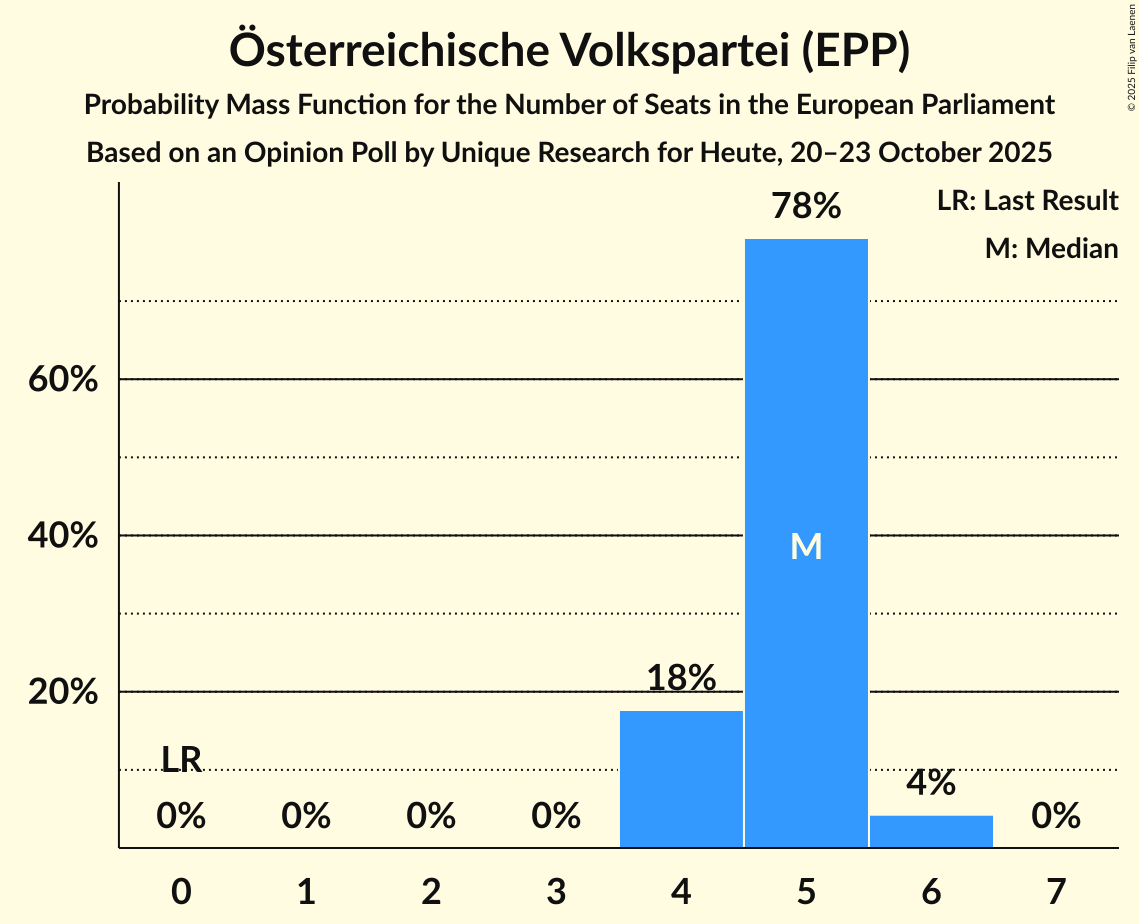 Österreichische Volkspartei (EPP)
Probability Mass Function for the Number of Seats in the European Parliament
Based on an Opinion Poll by Unique Research for Heute, 20–23 October 2025
© 2025 Filip van Laenen
LR: Last Result
M: Median
78%
60%
40%
M
20%
18%
LR
4%
0% 0% 0% 0% 0%
0 1 2 3 4 5 6 7